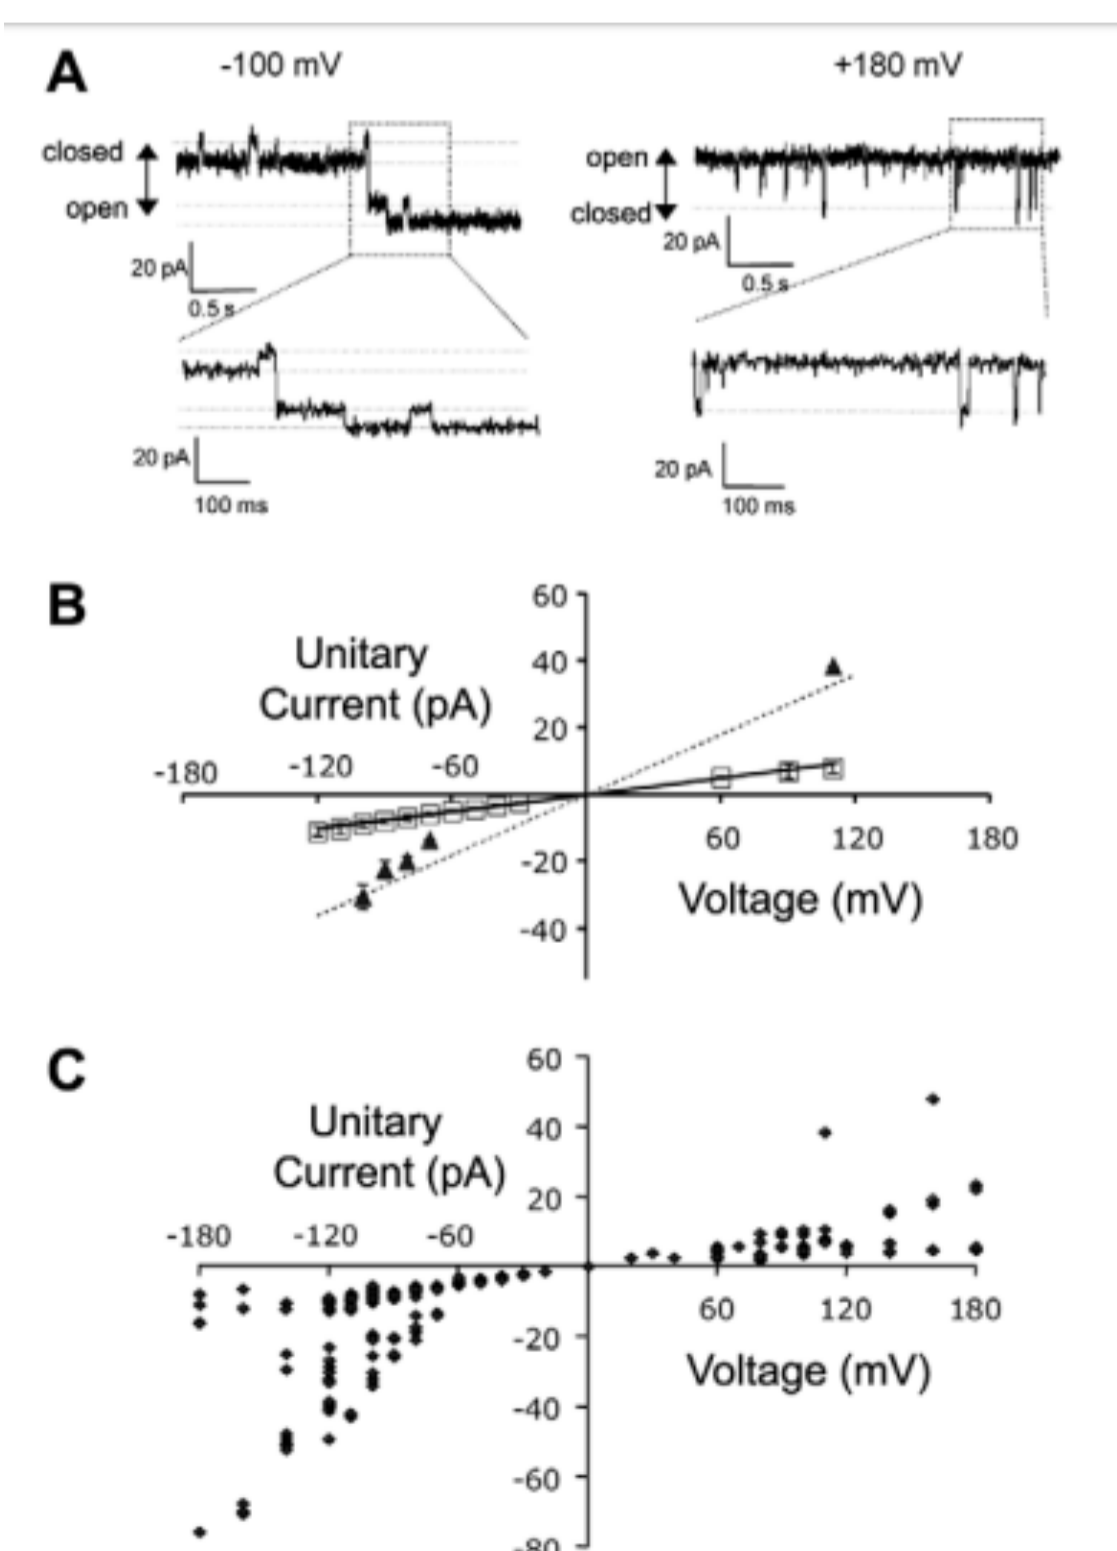 A
-100 mV
+180 mV
closed
open
20 pA
0.5 s
20 pA
100 ms
open
closed
20 pA
0.5 s
20 pA
100 ms
B
Unitary
Current (pA)
60
40
20
-20
-40
-180
-120
-60
60
120
180
Voltage (mV)
C
Unitary
Current (pA)
60
40
20
-20
-40
-60
-80
-180
-120
-60
60
120
180
Voltage (mV)